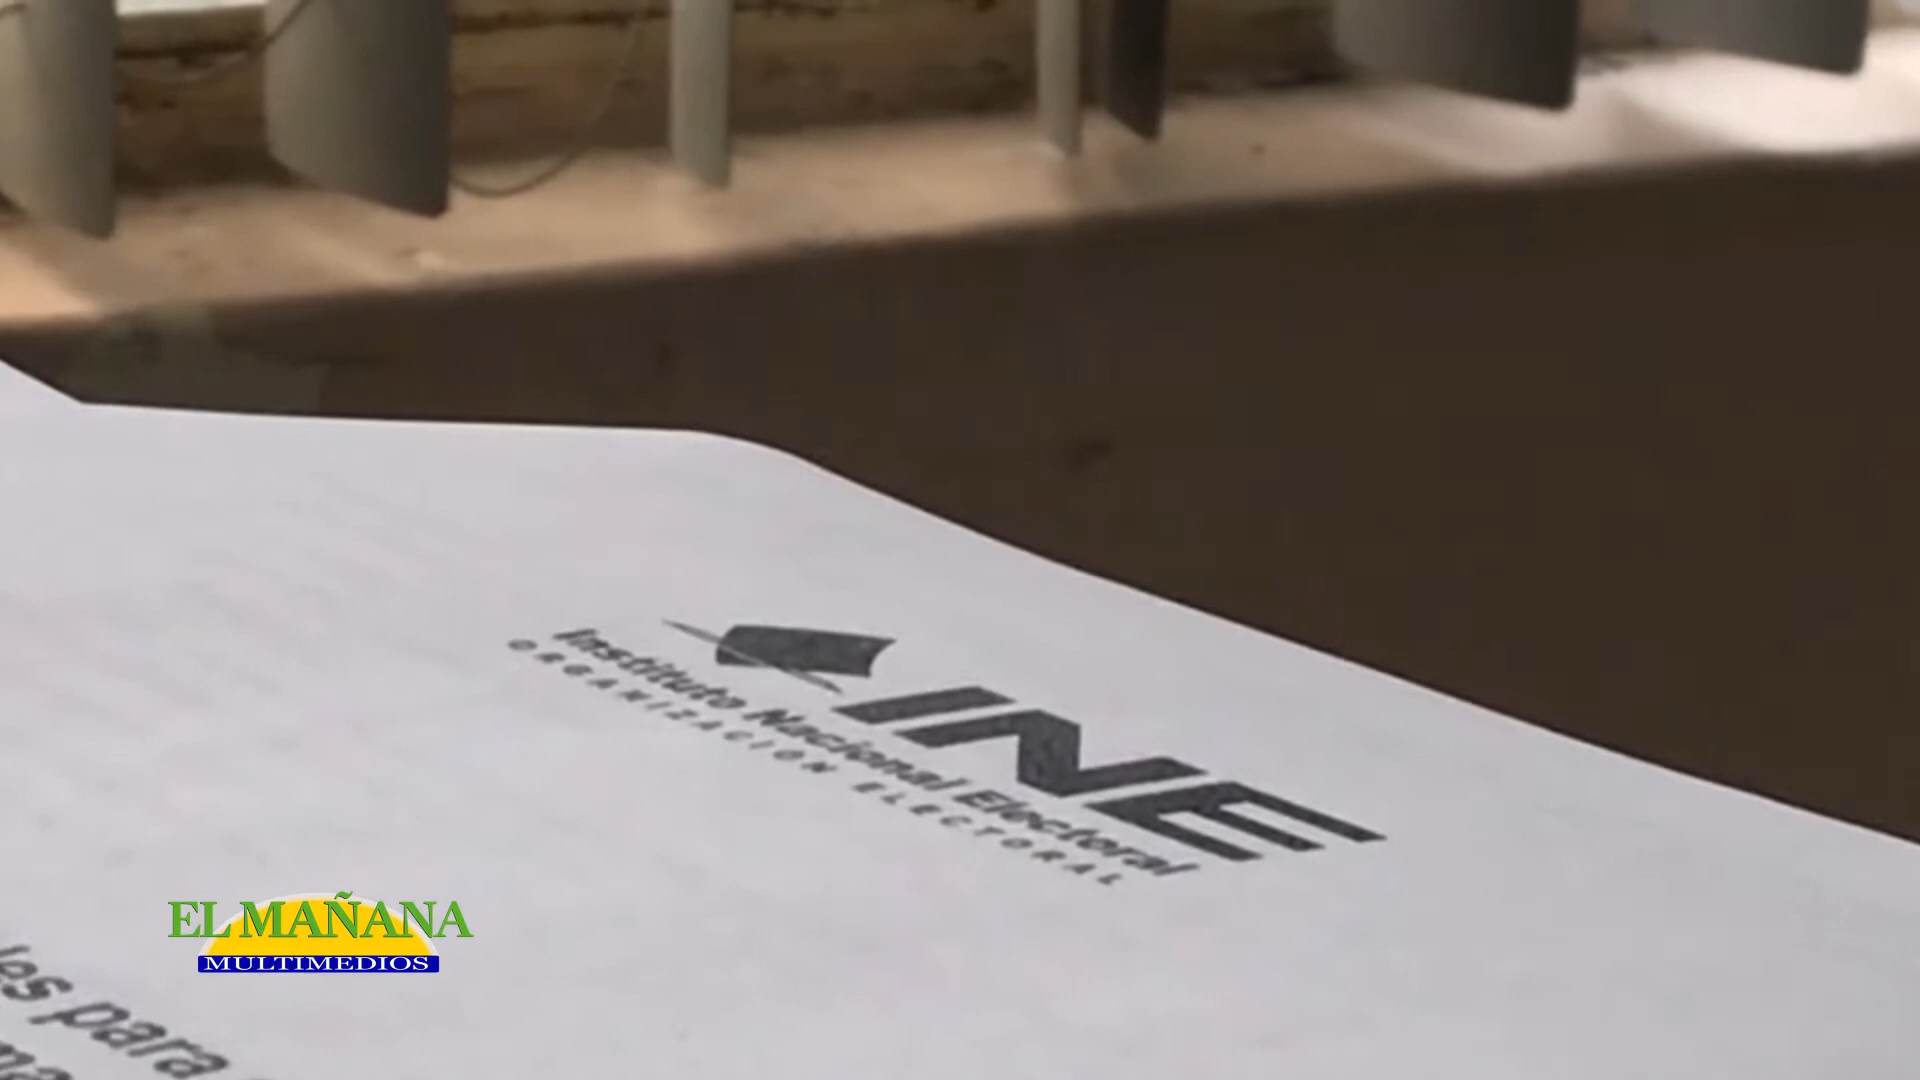 INE
Instituto Nacional Electoral
ORGANIZACIÓN ELECTORAL
EL MAÑANA
MULTIMEDIOS
les para